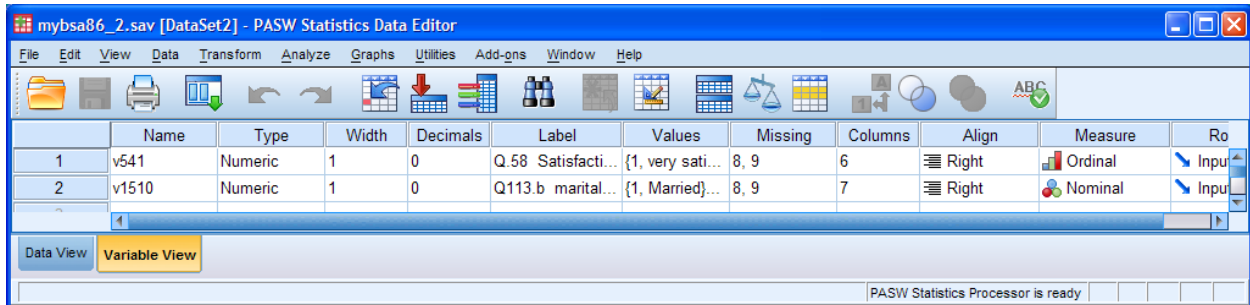 mybsa86_2.sav [DataSet2] - PASW Statistics Data Editor
File Edit View Data Transform Analyze Graphs Utilities Add-ons Window Help
A 1 4 ABC
Name Type Width Decimals Label Values Missing Columns Align Measure Ro
1 v541 Numeric 1 0 Q.58 Satisfacti... {1, very sati... 8, 9 6 Right Ordinal Input
2 v1510 Numeric 1 0 Q113.b marital... {1, Married}... 8, 9 7 Right Nominal Input
Data View Variable View
PASW Statistics Processor is ready